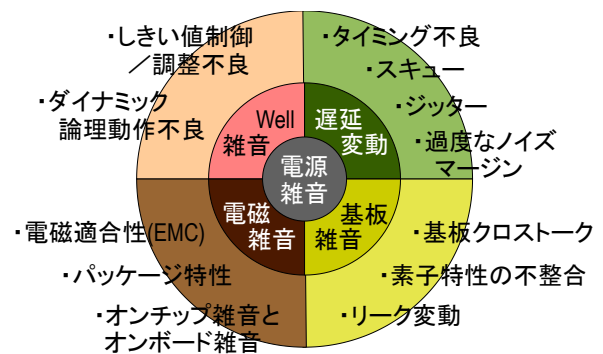 ・しきい値制御
／調整不良
・ダイナミック
論理動作不良
・タイミング不良
・スキュー
・ジッター
・過度なノイズ
マージン
Well
雑音
遅延
変動
電源
雑音
電磁
雑音
基板
雑音
・電磁適合性(EMC)
・パッケージ特性
・オンチップ雑音と
オンボード雑音
・基板クロストーク
・素子特性の不整合
・リーク変動